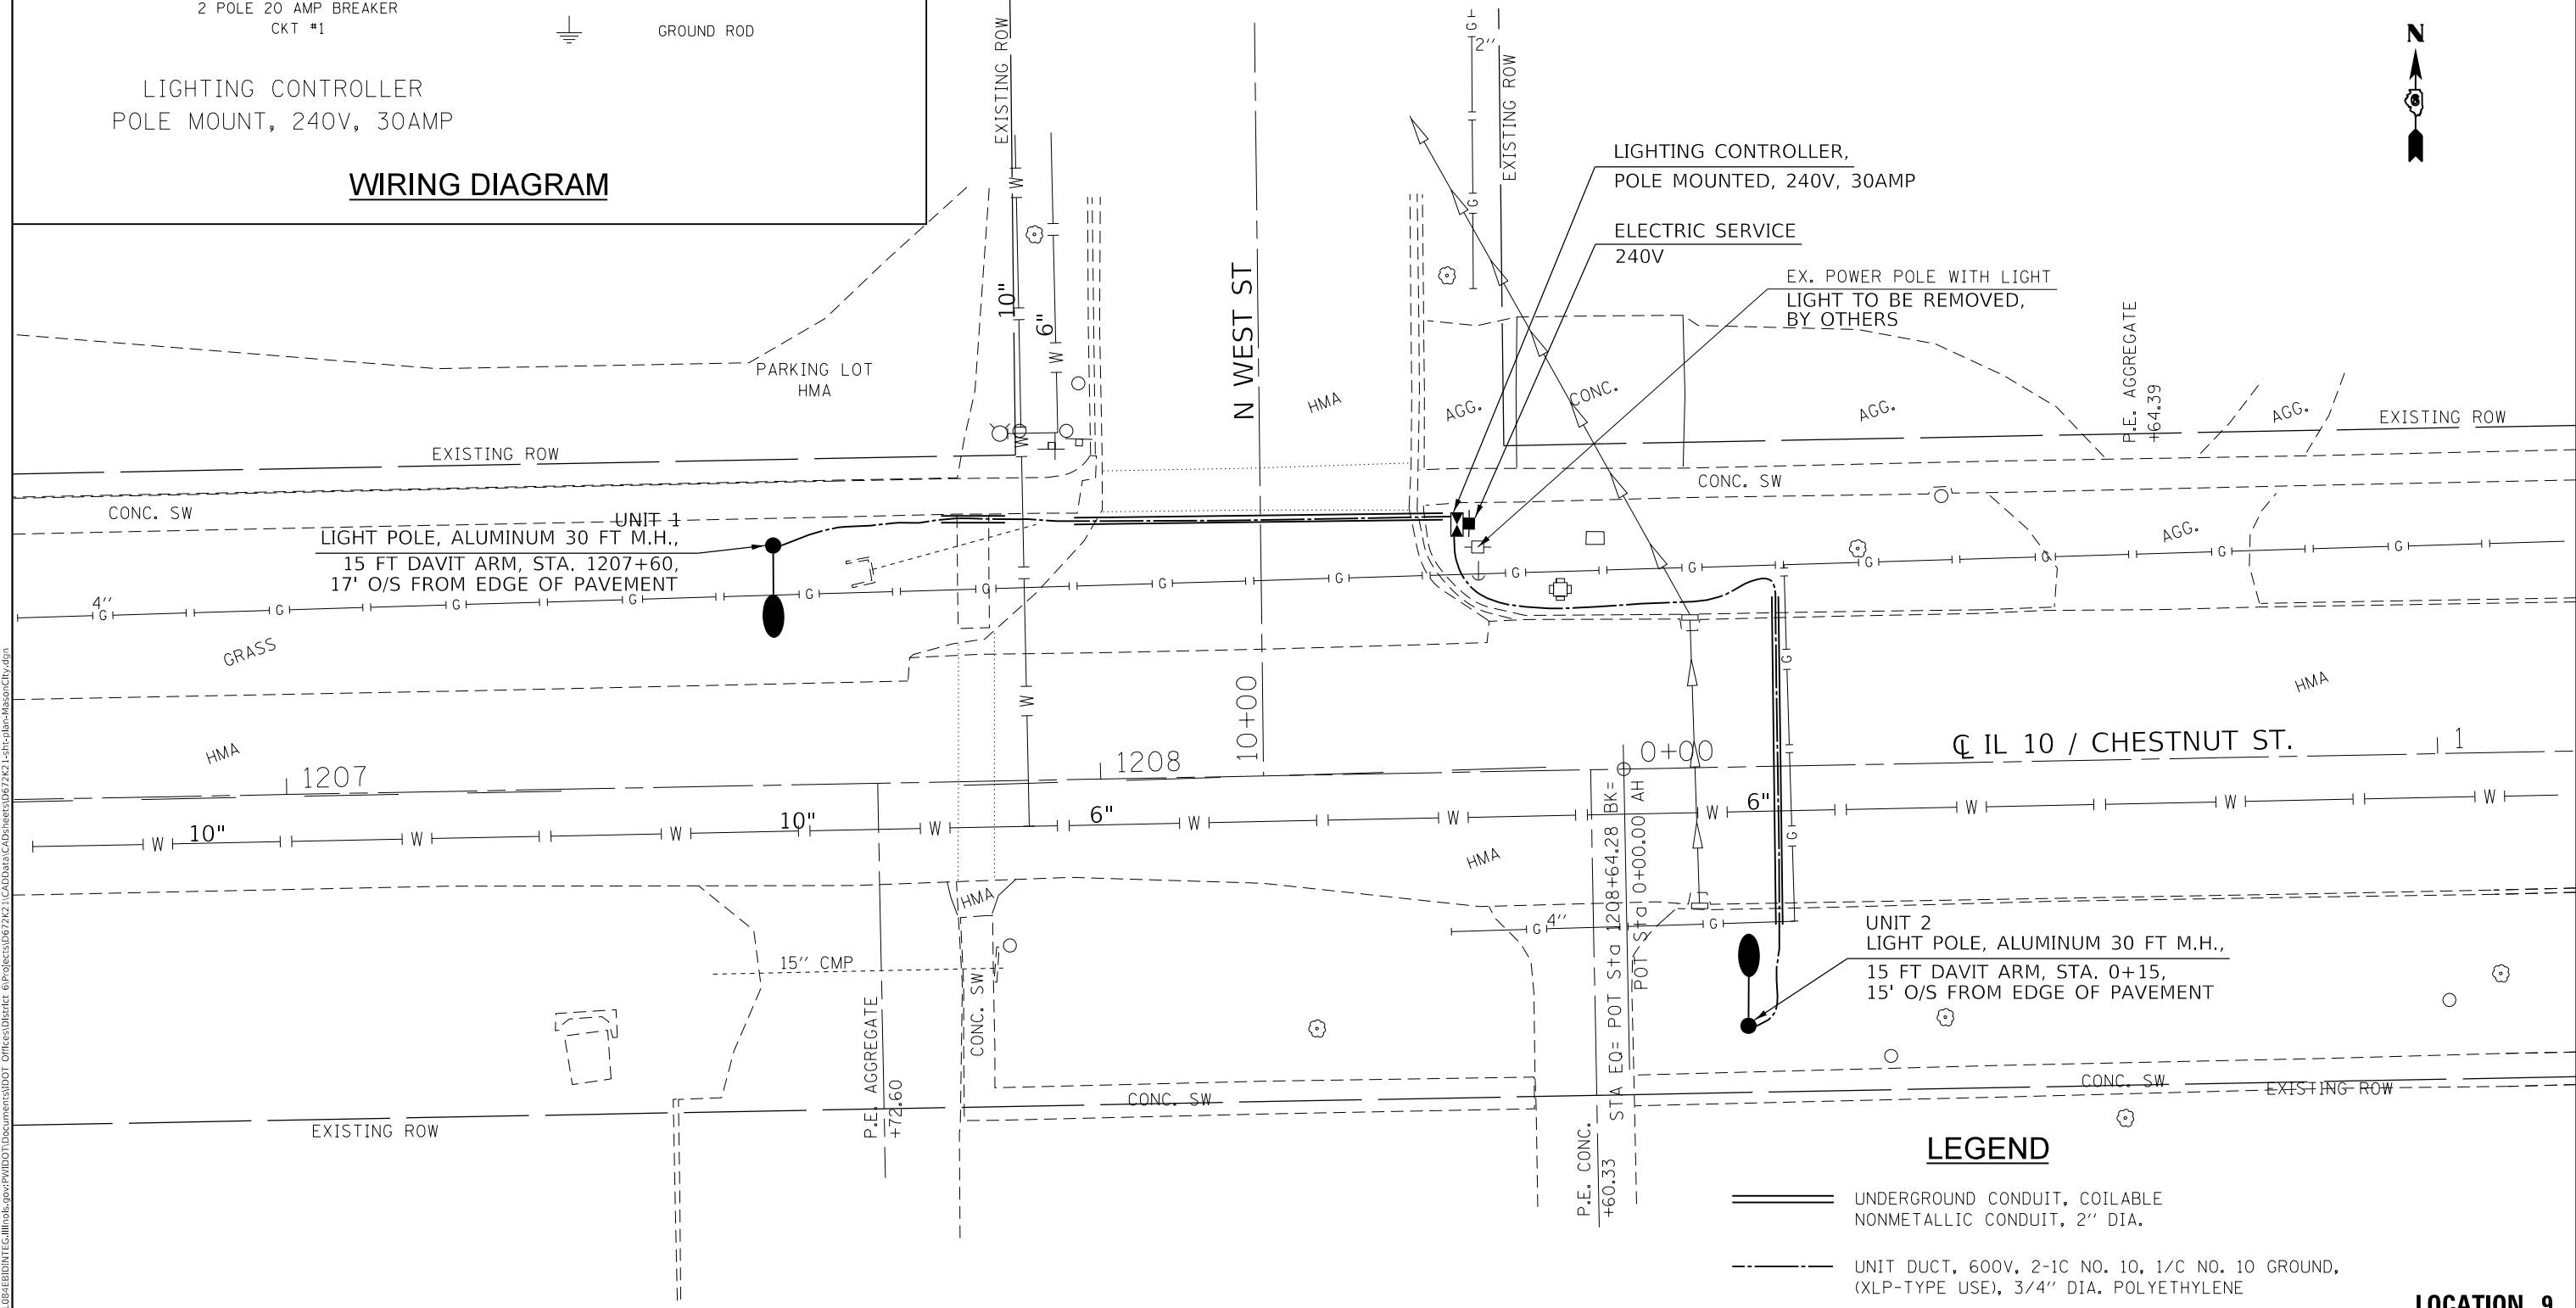 2 POLE 20 AMP BREAKER
CKT #1
GROUND ROD
LIGHTING CONTROLLER
POLE MOUNT, 240V, 30AMP
WIRING DIAGRAM
EXISTING ROW
G
2''
EXISTING ROW
N
W
G
LIGHTING CONTROLLER,
POLE MOUNTED, 240V, 30AMP
ELECTRIC SERVICE
240V
EX. POWER POLE WITH LIGHT
LIGHT TO BE REMOVED,
BY OTHERS
10"
6"
W
W
N WEST ST
PARKING LOT
HMA
HMA
AGG.
CONC.
AGG.
P.E. AGGREGATE
+64.39
AGG.
EXISTING ROW
EXISTING ROW
CONC. SW
CONC. SW
AGG.
UNIT 1
LIGHT POLE, ALUMINUM 30 FT M.H.,
15 FT DAVIT ARM, STA. 1207+60,
17' O/S FROM EDGE OF PAVEMENT
4''
G G G G G G G G G G G G G G
GRASS
W
G
HMA
HMA
1207
1208
10+00
0+00
℄ IL 10 / CHESTNUT ST.
1
W 10" W W 10" W 6" W W W 6" W W W
G
HMA
HMA
STA EQ= POT Sta 1208+64.28 BK=
POT Sta 0+00.00 AH
G 4'' G
UNIT 2
LIGHT POLE, ALUMINUM 30 FT M.H.,
15 FT DAVIT ARM, STA. 0+15,
15' O/S FROM EDGE OF PAVEMENT
15'' CMP
CONC. SW
P.E. AGGREGATE
+72.60
CONC. SW
CONC. SW
EXISTING ROW
EXISTING ROW
P.E. CONC.
+60.33
LEGEND
UNDERGROUND CONDUIT, COILABLE
NONMETALLIC CONDUIT, 2'' DIA.
UNIT DUCT, 600V, 2-1C NO. 10, 1/C NO. 10 GROUND,
(XLP-TYPE USE), 3/4'' DIA. POLYETHYLENE
LOCATION 9